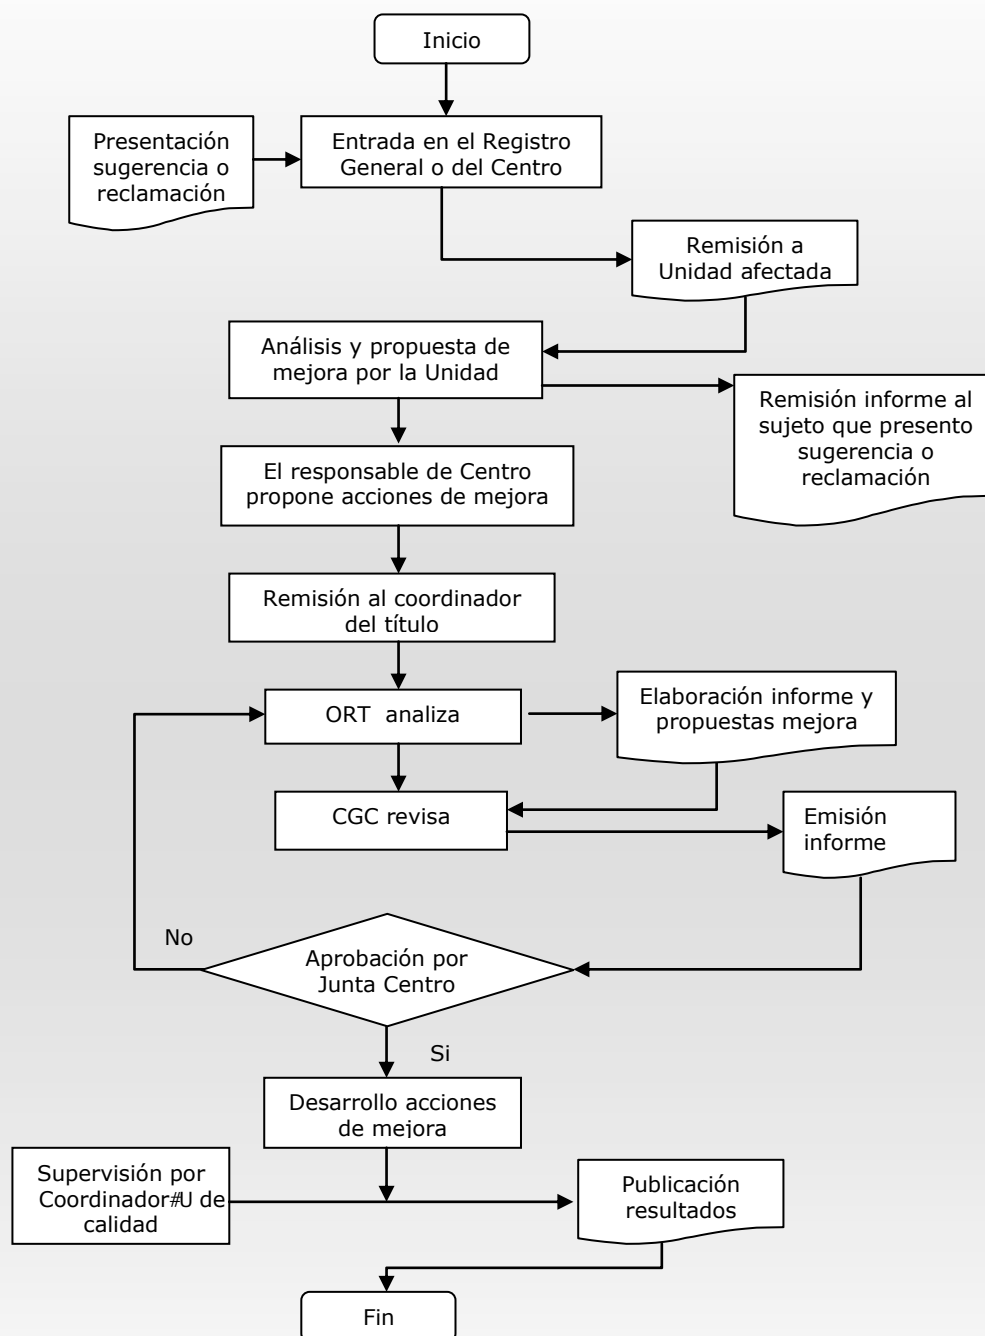 Inicio
Presentación
sugerencia o
reclamación
Entrada en el Registro
General o del Centro
Remisión a
Unidad afectada
Análisis y propuesta de
mejora por la Unidad
Remisión informe al
sujeto que presento
sugerencia o
reclamación
El responsable de Centro
propone acciones de mejora
Remisión al coordinador
del título
ORT analiza
Elaboración informe y
propuestas mejora
CGC revisa
Emisión
informe
No
Aprobación por
Junta Centro
Si
Desarrollo acciones
de mejora
Supervisión por
Coordinador#U de
calidad
Publicación
resultados
Fin